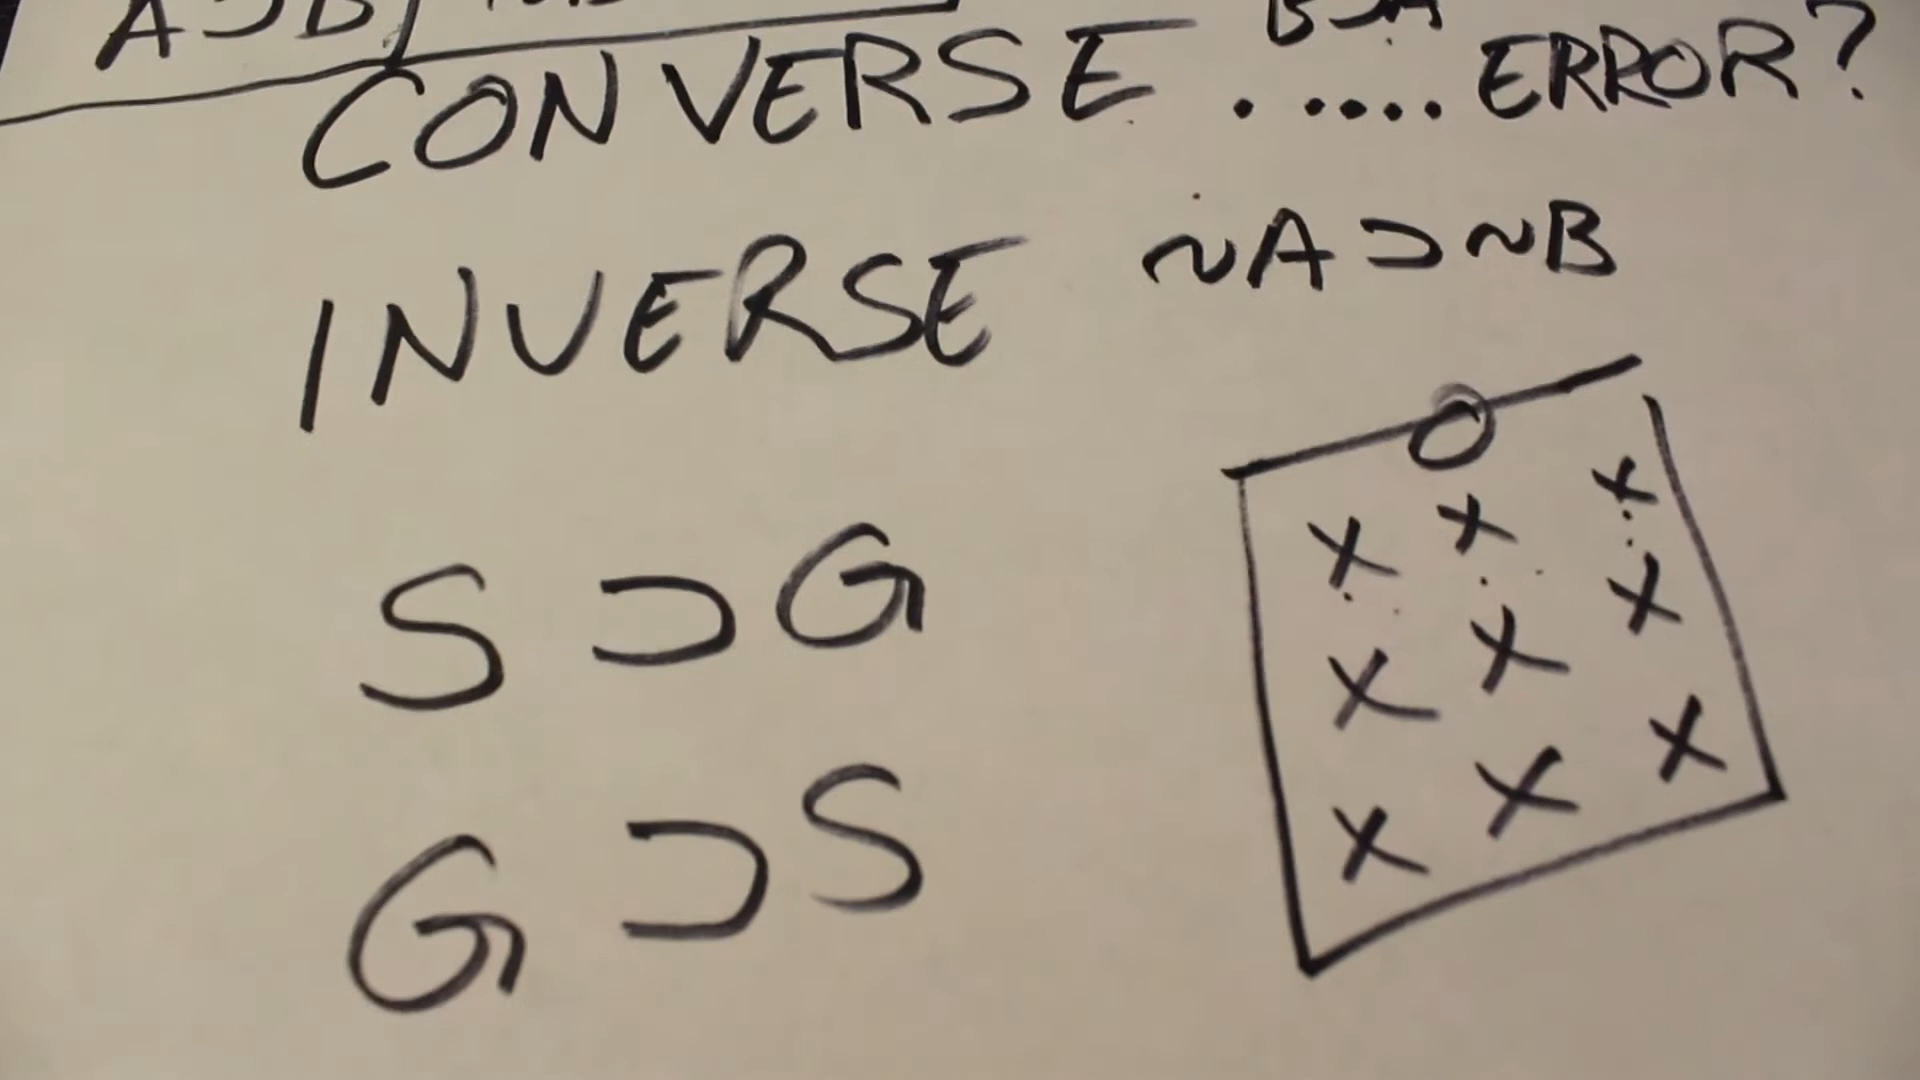 A⊃B/
B⊃A
CONVERSE ...... ERROR?
INVERSE ~A⊃~B
S⊃G
G⊃S